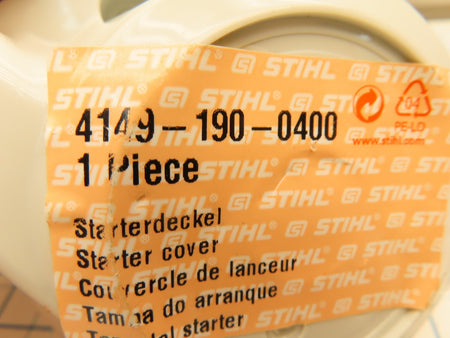 STIHL
4149-190-0400
1 Piece
04
PE-LD
www.stihl.com
Starterdeckel
Starter cover
Couvercle de lanceur
Tampa do arranque
starter